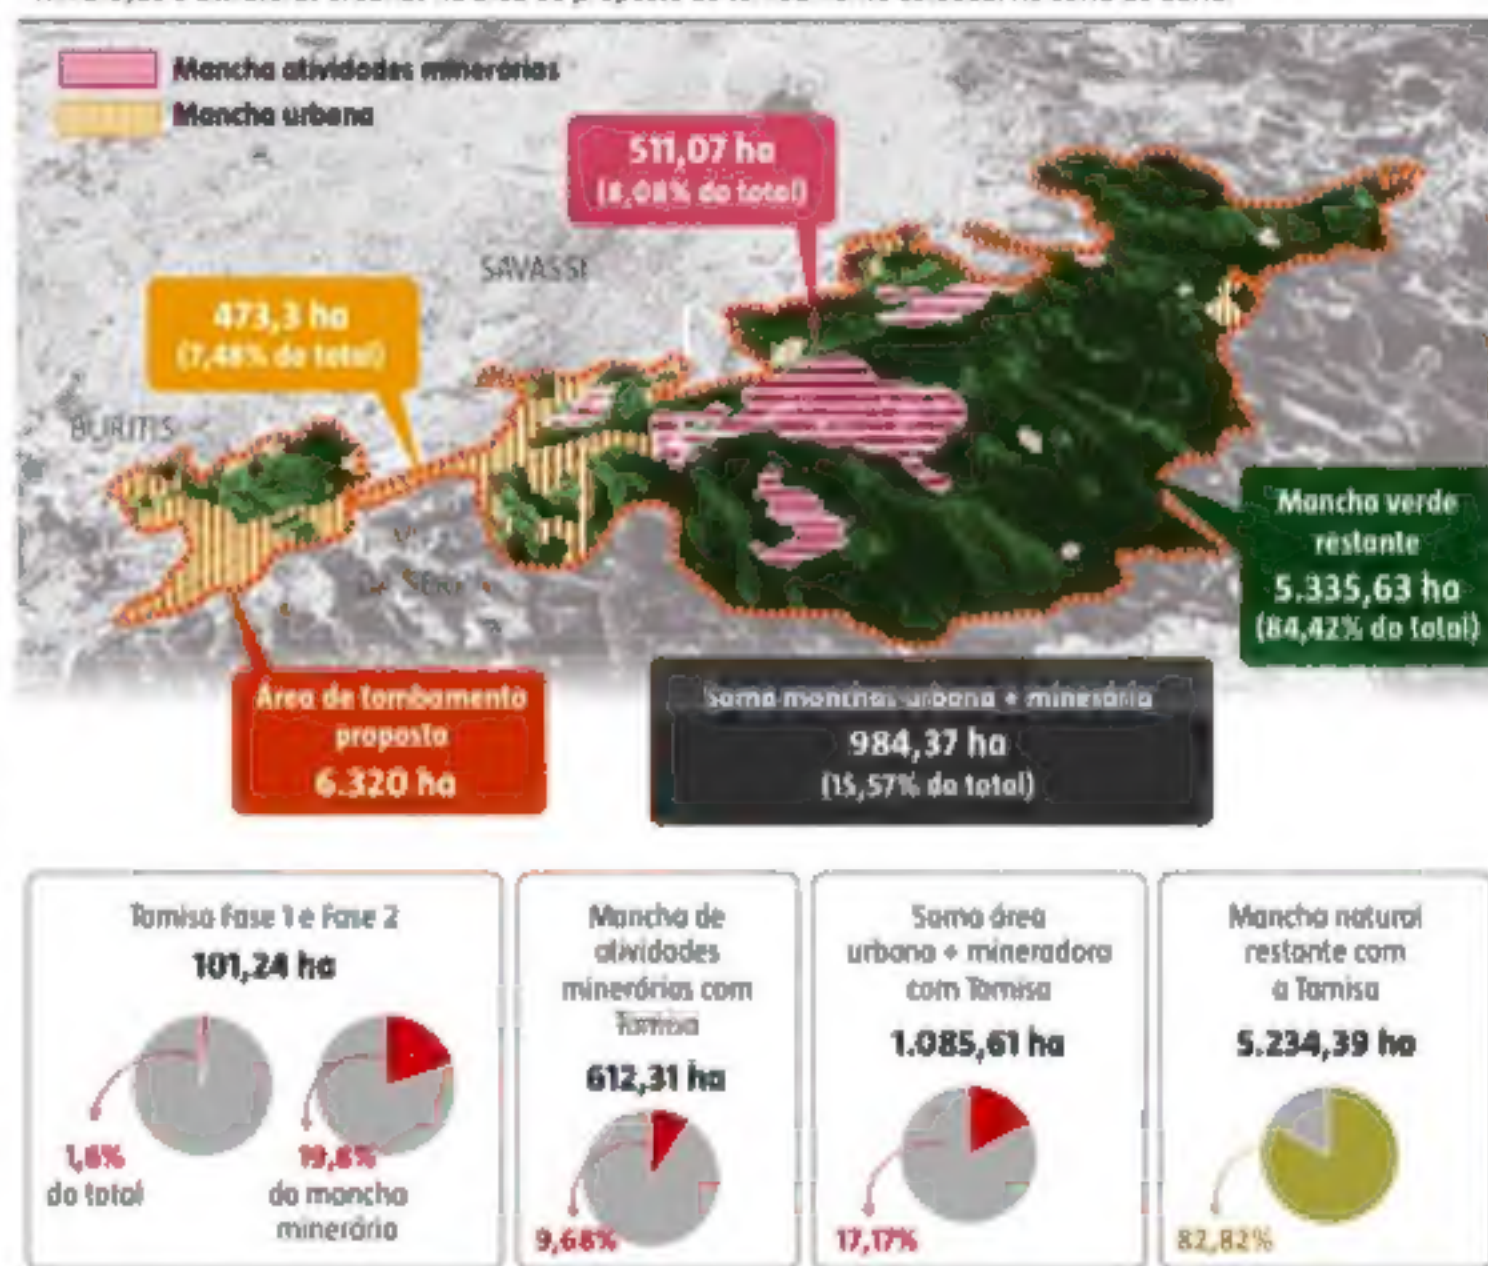 Mancha atividades minerárias
Mancha urbana
511,07 ha
(8,08% do total)
SAVASSI
473,3 ha
(7,48% do total)
BURITIS
Mancha verde
restante
5.335,63 ha
(84,42% do total)
Área de tombamento
proposto
6.320 ha
Soma manchas urbana + minerária
984,37 ha
(15,57% do total)
Tamisa Fase 1 e Fase 2
101,24 ha
1,6%
do total
19,8%
da mancha
minerária
Mancha de
atividades
minerárias com
Tamisa
612,31 ha
9,68%
Soma área
urbana + mineradora
com Tamisa
1.085,61 ha
17,17%
Mancha natural
restante com
a Tamisa
5.234,39 ha
82,82%